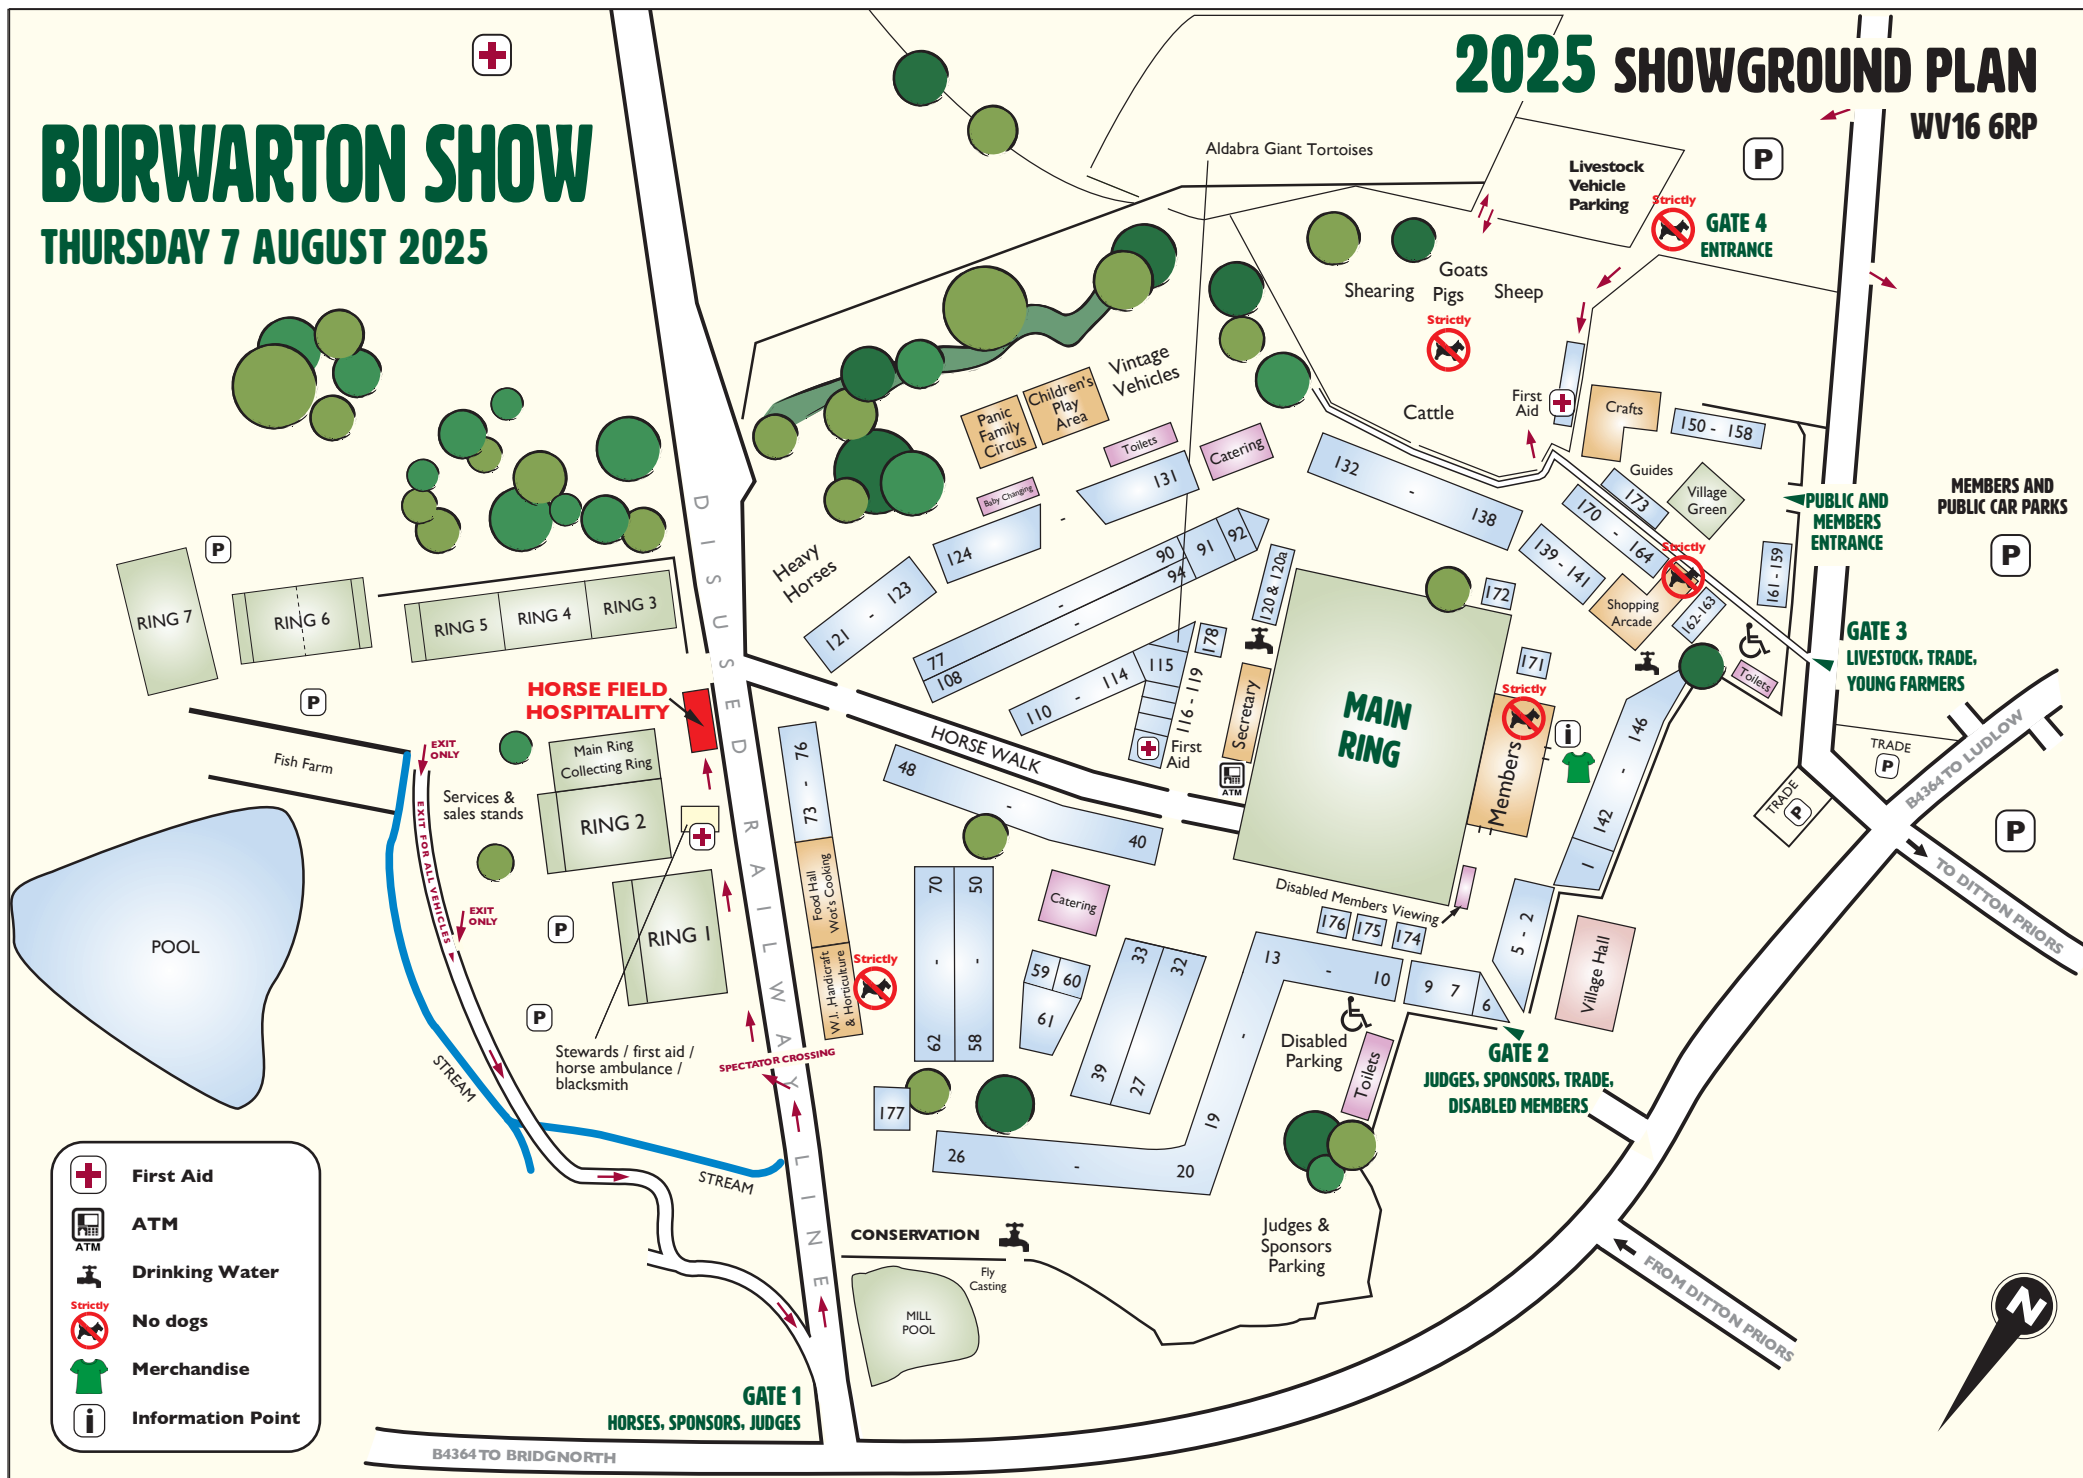 2025 SHOWGROUND PLAN
WV16 6RP
BURWARTON SHOW
THURSDAY 7 AUGUST 2025
Aldabra Giant Tortoises
Livestock
Vehicle
Parking
P
Strictly
GATE 4
ENTRANCE
Goats
Shearing
Pigs
Sheep
Strictly
Cattle
First
Aid
Crafts
150 - 158
Guides
173
Village
Green
170 - 164
Strictly
PUBLIC AND
MEMBERS
ENTRANCE
MEMBERS AND
PUBLIC CAR PARKS
P
161 - 159
139 - 141
Shopping
Arcade
162-163
Toilets
GATE 3
LIVESTOCK, TRADE,
YOUNG FARMERS
TRADE
P
TRADE
P
B4364 TO LUDLOW
P
TO DITTON PRIORS
FROM DITTON PRIORS
N
Vintage
Vehicles
Children's
Play
Area
Panic
Family
Circus
Toilets
Catering
Baby Changing
131
-
124
132
-
138
Heavy
Horses
121 - 123
90
91
92
94
-
-
77
108
120 & 120a
178
115
110 - 114
116 - 119
First
Aid
Secretary
ATM
MAIN
RING
172
171
Strictly
Members
i
146
-
142
1
5 - 2
Village Hall
Disabled Members Viewing
176
175
174
13 - 10
9 7
6
GATE 2
JUDGES, SPONSORS, TRADE,
DISABLED MEMBERS
Disabled
Parking
Toilets
-
19
20
-
26
Judges &
Sponsors
Parking
HORSE WALK
48
-
40
Catering
70
50
-
-
62
58
59
60
61
33
32
39
27
177
73 - 76
Food Hall
Wot's Cooking
W.I. ,Handicraft
& Horticulture
Strictly
DISUSED RAILWAY LINE
SPECTATOR CROSSING
RING 7
P
RING 6
RING 5
RING 4
RING 3
P
HORSE FIELD
HOSPITALITY
Main Ring
Collecting Ring
RING 2
RING 1
Services &
sales stands
EXIT
ONLY
EXIT FOR ALL VEHICLES
EXIT
ONLY
P
P
Fish Farm
POOL
STREAM
STREAM
Stewards / first aid /
horse ambulance /
blacksmith
CONSERVATION
Fly
Casting
MILL
POOL
GATE 1
HORSES, SPONSORS, JUDGES
B4364 TO BRIDGNORTH
First Aid
ATM
ATM
Drinking Water
Strictly
No dogs
Merchandise
i
Information Point